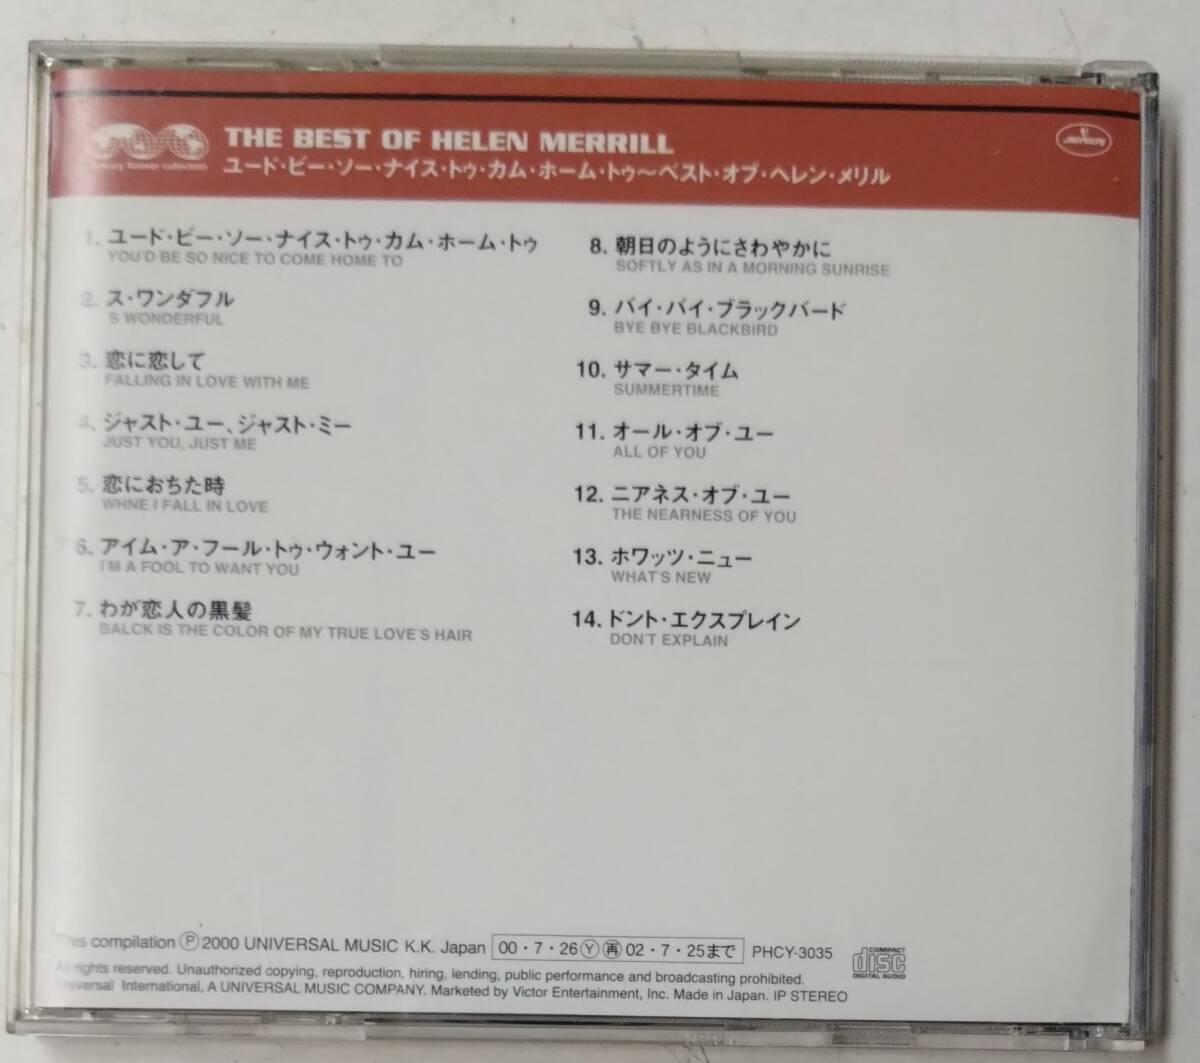 THE BEST OF HELEN MERRILL
ユード・ビー・ソー・ナイス・トゥ・カム・ホーム・トゥ〜ベスト・オブ・ヘレン・メリル
forever collection
1. ユード・ビー・ソー・ナイス・トゥ・カム・ホーム・トゥ
YOU'D BE SO NICE TO COME HOME TO
2. ス・ワンダフル
'S WONDERFUL
3. 恋に恋して
FALLING IN LOVE WITH ME
4. ジャスト・ユー、ジャスト・ミー
JUST YOU, JUST ME
5. 恋におちた時
WHNE I FALL IN LOVE
6. アイム・ア・フール・トゥ・ウォント・ユー
I'M A FOOL TO WANT YOU
7. わが恋人の黒髪
BALCK IS THE COLOR OF MY TRUE LOVE'S HAIR
8. 朝日のようにさわやかに
SOFTLY AS IN A MORNING SUNRISE
9. バイ・バイ・ブラックバード
BYE BYE BLACKBIRD
10. サマー・タイム
SUMMERTIME
11. オール・オブ・ユー
ALL OF YOU
12. ニアネス・オブ・ユー
THE NEARNESS OF YOU
13. ホワッツ・ニュー
WHAT'S NEW
14. ドント・エクスプレイン
DON'T EXPLAIN
This compilation Ⓟ2000 UNIVERSAL MUSIC K.K. Japan 00・7・26Ⓨ㊁02・7・25まで PHCY-3035 COMPACT disc DIGITAL AUDIO
All rights reserved. Unauthorized copying, reproduction, hiring, lending, public performance and broadcasting prohibited.
Universal International, A UNIVERSAL MUSIC COMPANY. Marketed by Victor Entertainment, Inc. Made in Japan. IP STEREO